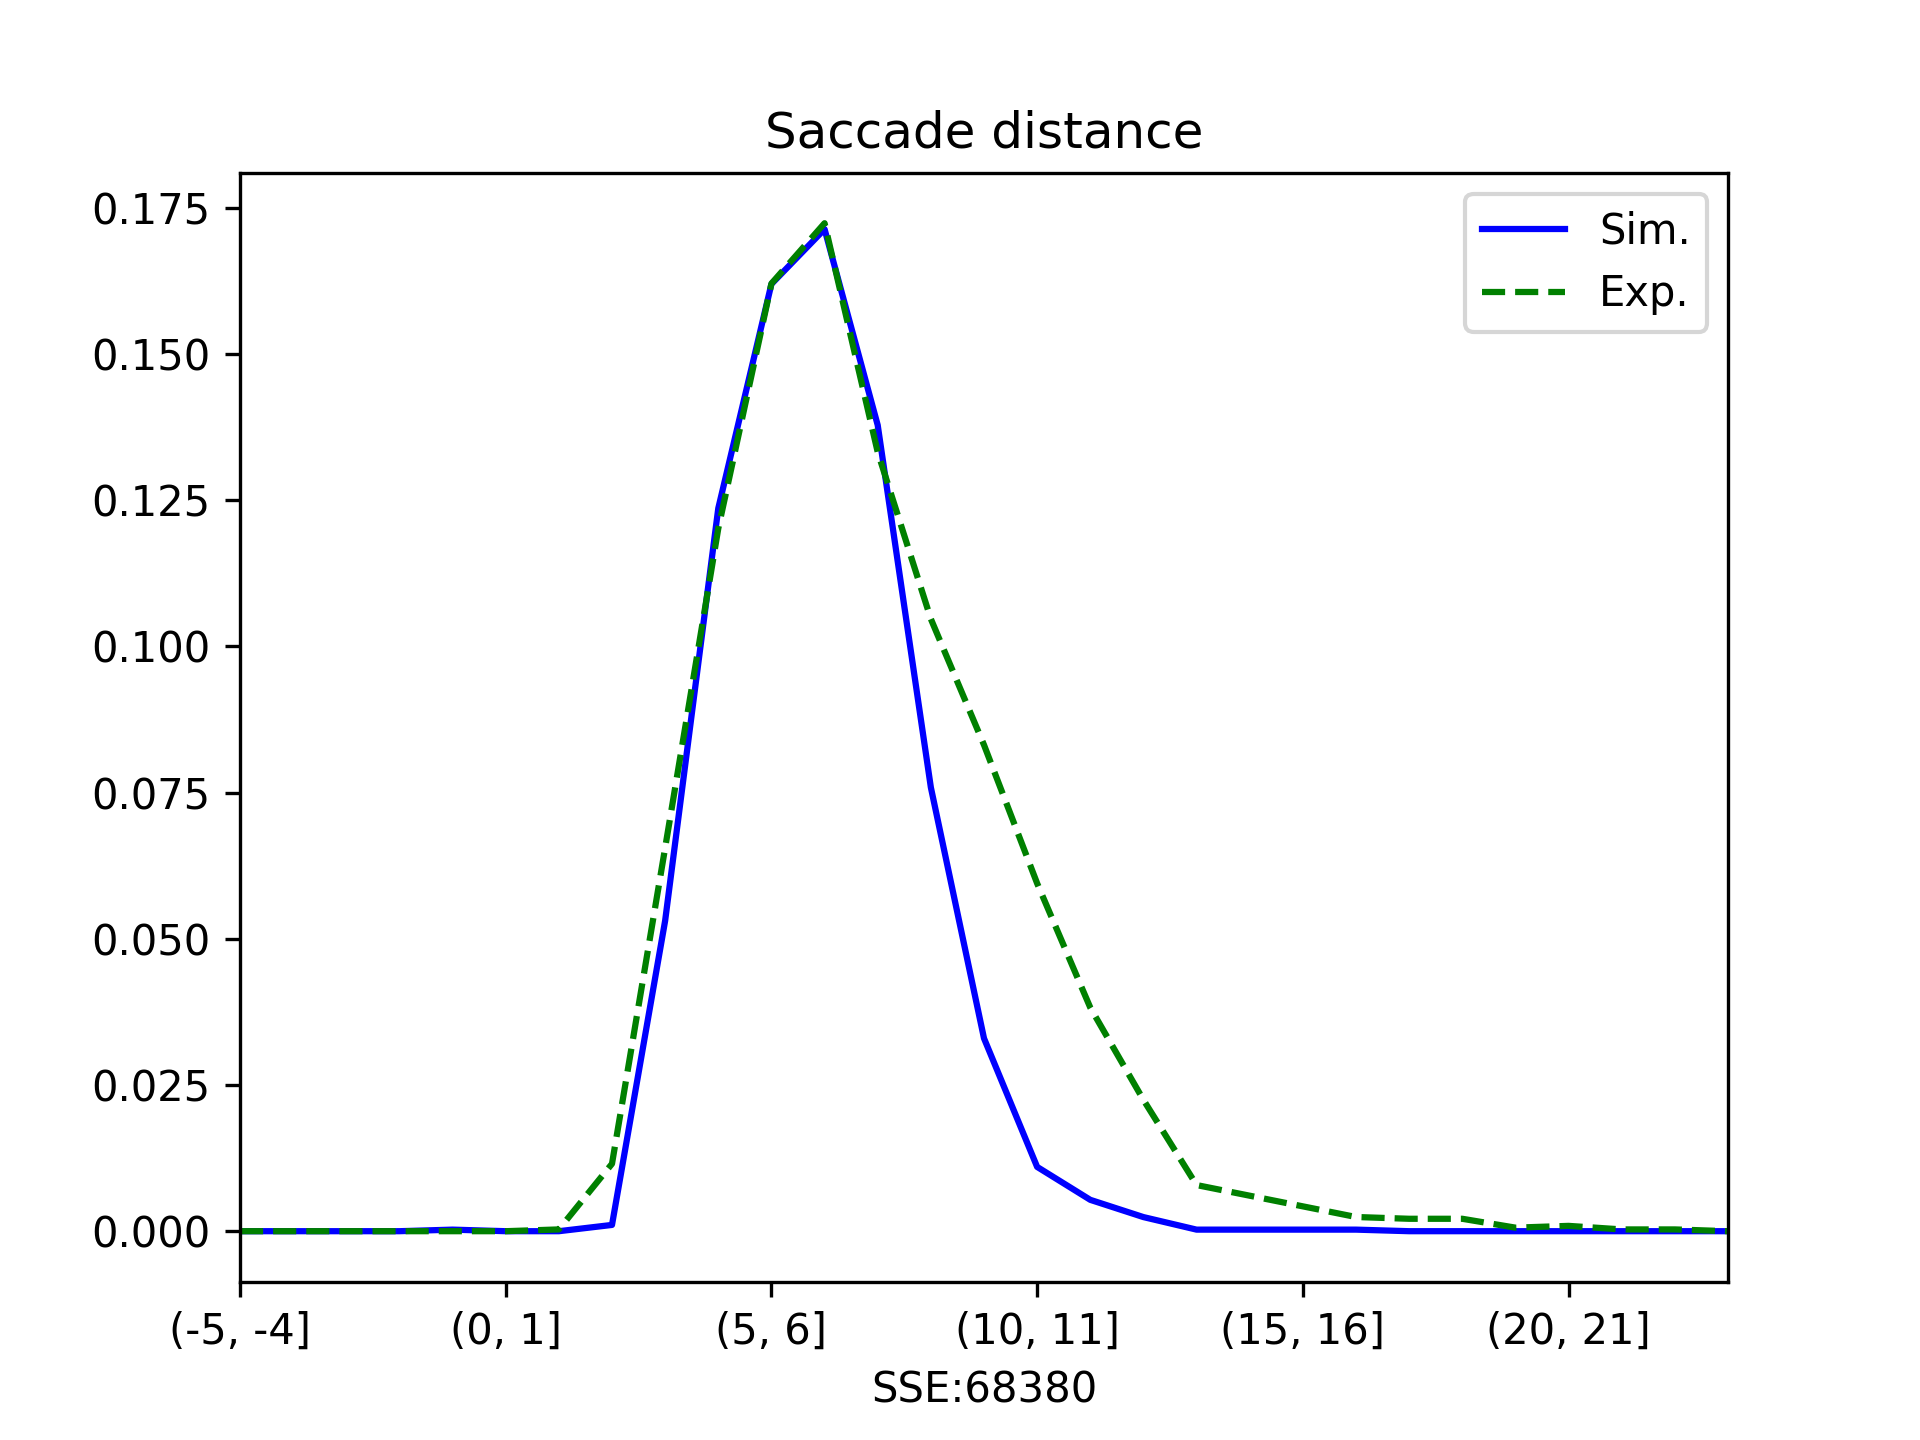 Saccade distance
0.175
0.150
0.125
0.100
0.075
0.050
0.025
0.000
Sim.
Exp.
(-5, -4] (0, 1] (5, 6] (10, 11] (15, 16] (20, 21]
SSE:68380